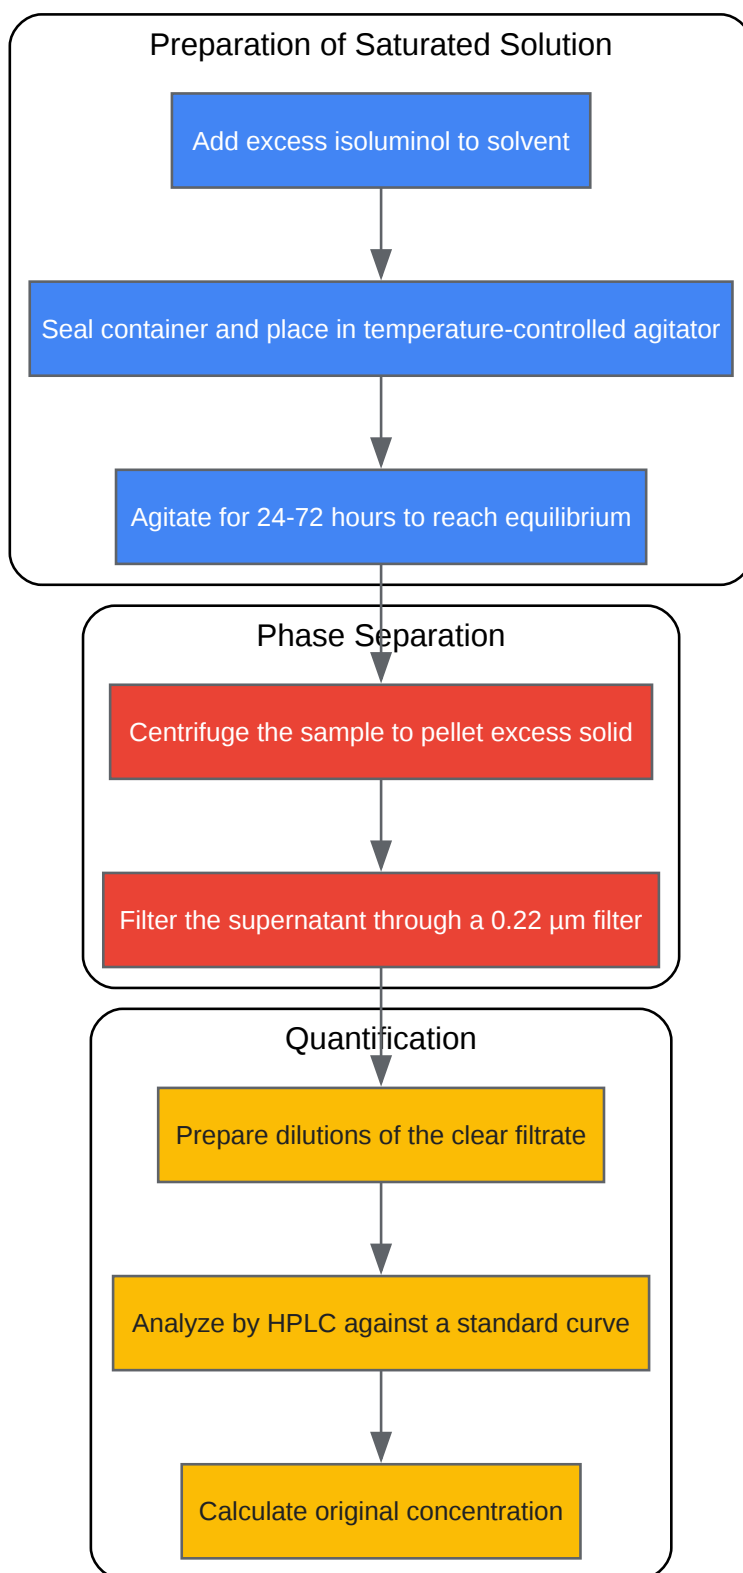 Preparation of Saturated Solution
Add excess isoluminol to solvent
Seal container and place in temperature-controlled agitator
Agitate for 24-72 hours to reach equilibrium
Phase Separation
Centrifuge the sample to pellet excess solid
Filter the supernatant through a 0.22 µm filter
Quantification
Prepare dilutions of the clear filtrate
Analyze by HPLC against a standard curve
Calculate original concentration